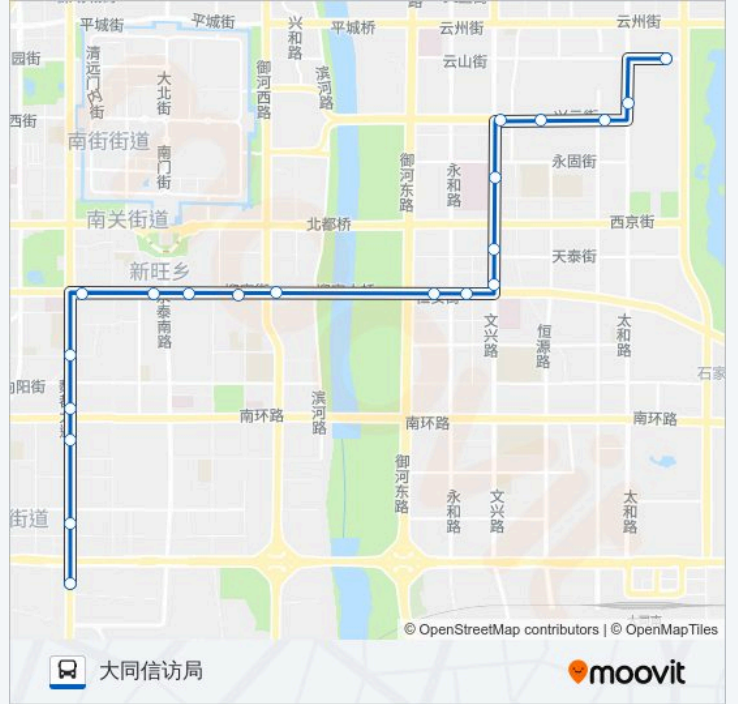 平城街
平城街
兴和路
平城桥
云州街
云州街
园街
清远门
街
大北街
御河西路
滨河路
云山街
西街
南街街道
南门街
御河东路
永和路
永固街
南关街道
北都桥
西京街
新旺乡
天泰街
泰南路
文兴路
恒源路
太和路
石家
阳街
滨河路
南环路
南环路
南环路
街道
御河东路
永和路
文兴路
太和路
© OpenStreetMap contributors | © OpenMapTiles
大同信访局
moovit